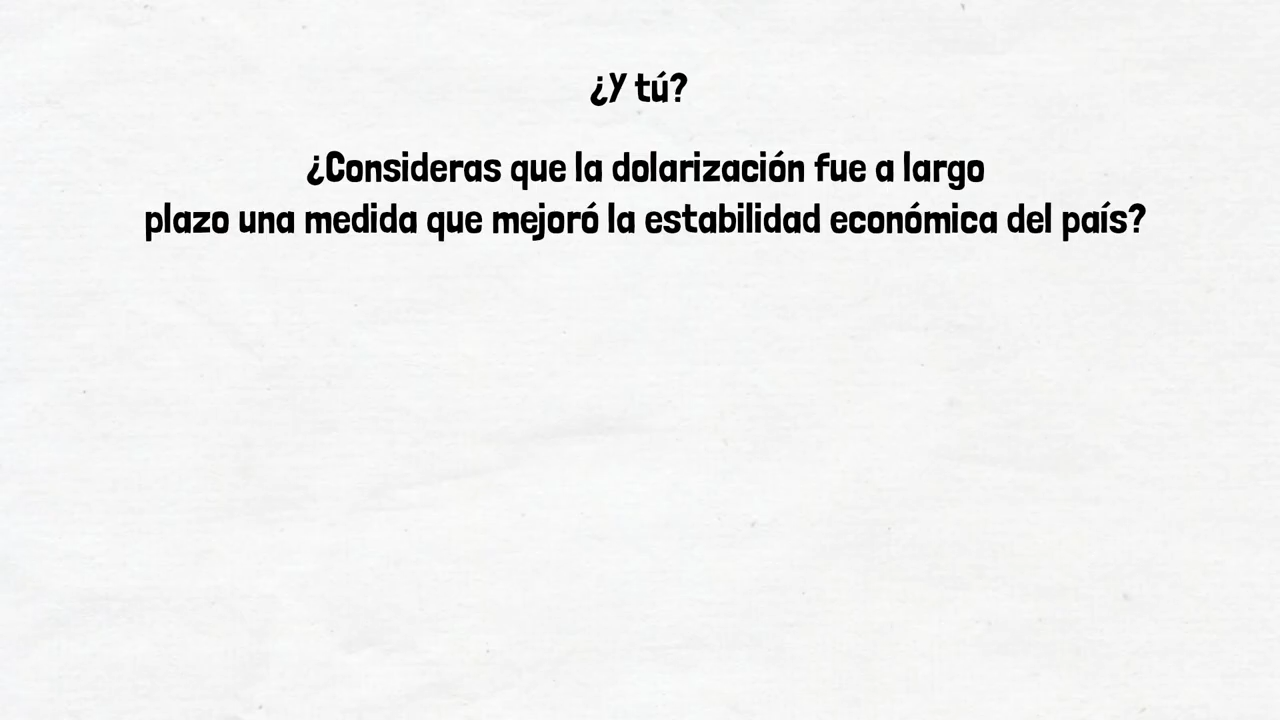 ¿Y tú?
¿Consideras que la dolarización fue a largo
plazo una medida que mejoró la estabilidad económica del país?